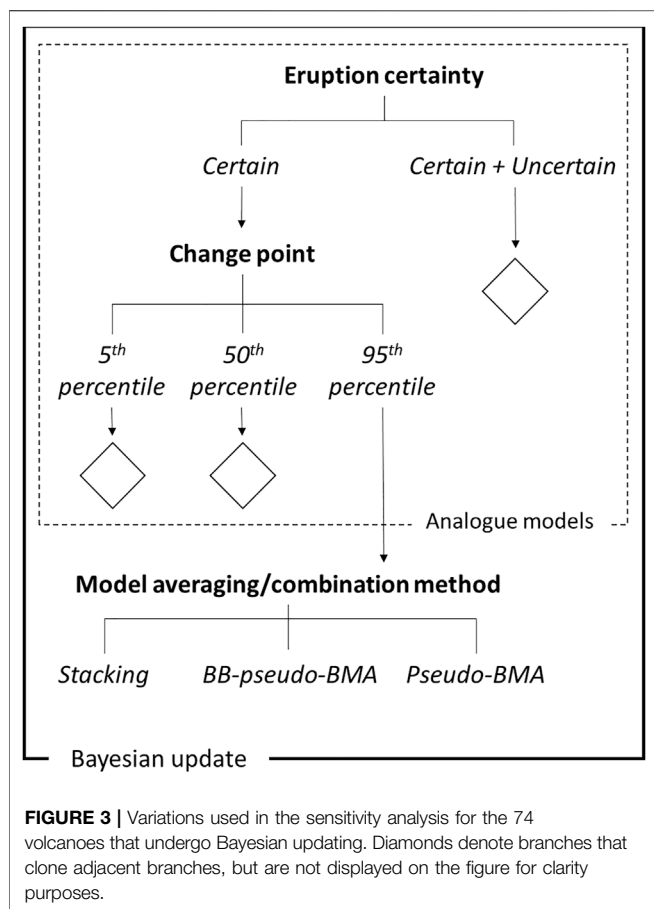 Eruption certainty
Certain
Certain + Uncertain
Change point
5th
percentile
50th
percentile
95th
percentile
Analogue models
Model averaging/combination method
Stacking
BB-pseudo-BMA
Pseudo-BMA
Bayesian update
FIGURE 3 | Variations used in the sensitivity analysis for the 74
volcanoes that undergo Bayesian updating. Diamonds denote branches that
clone adjacent branches, but are not displayed on the figure for clarity
purposes.